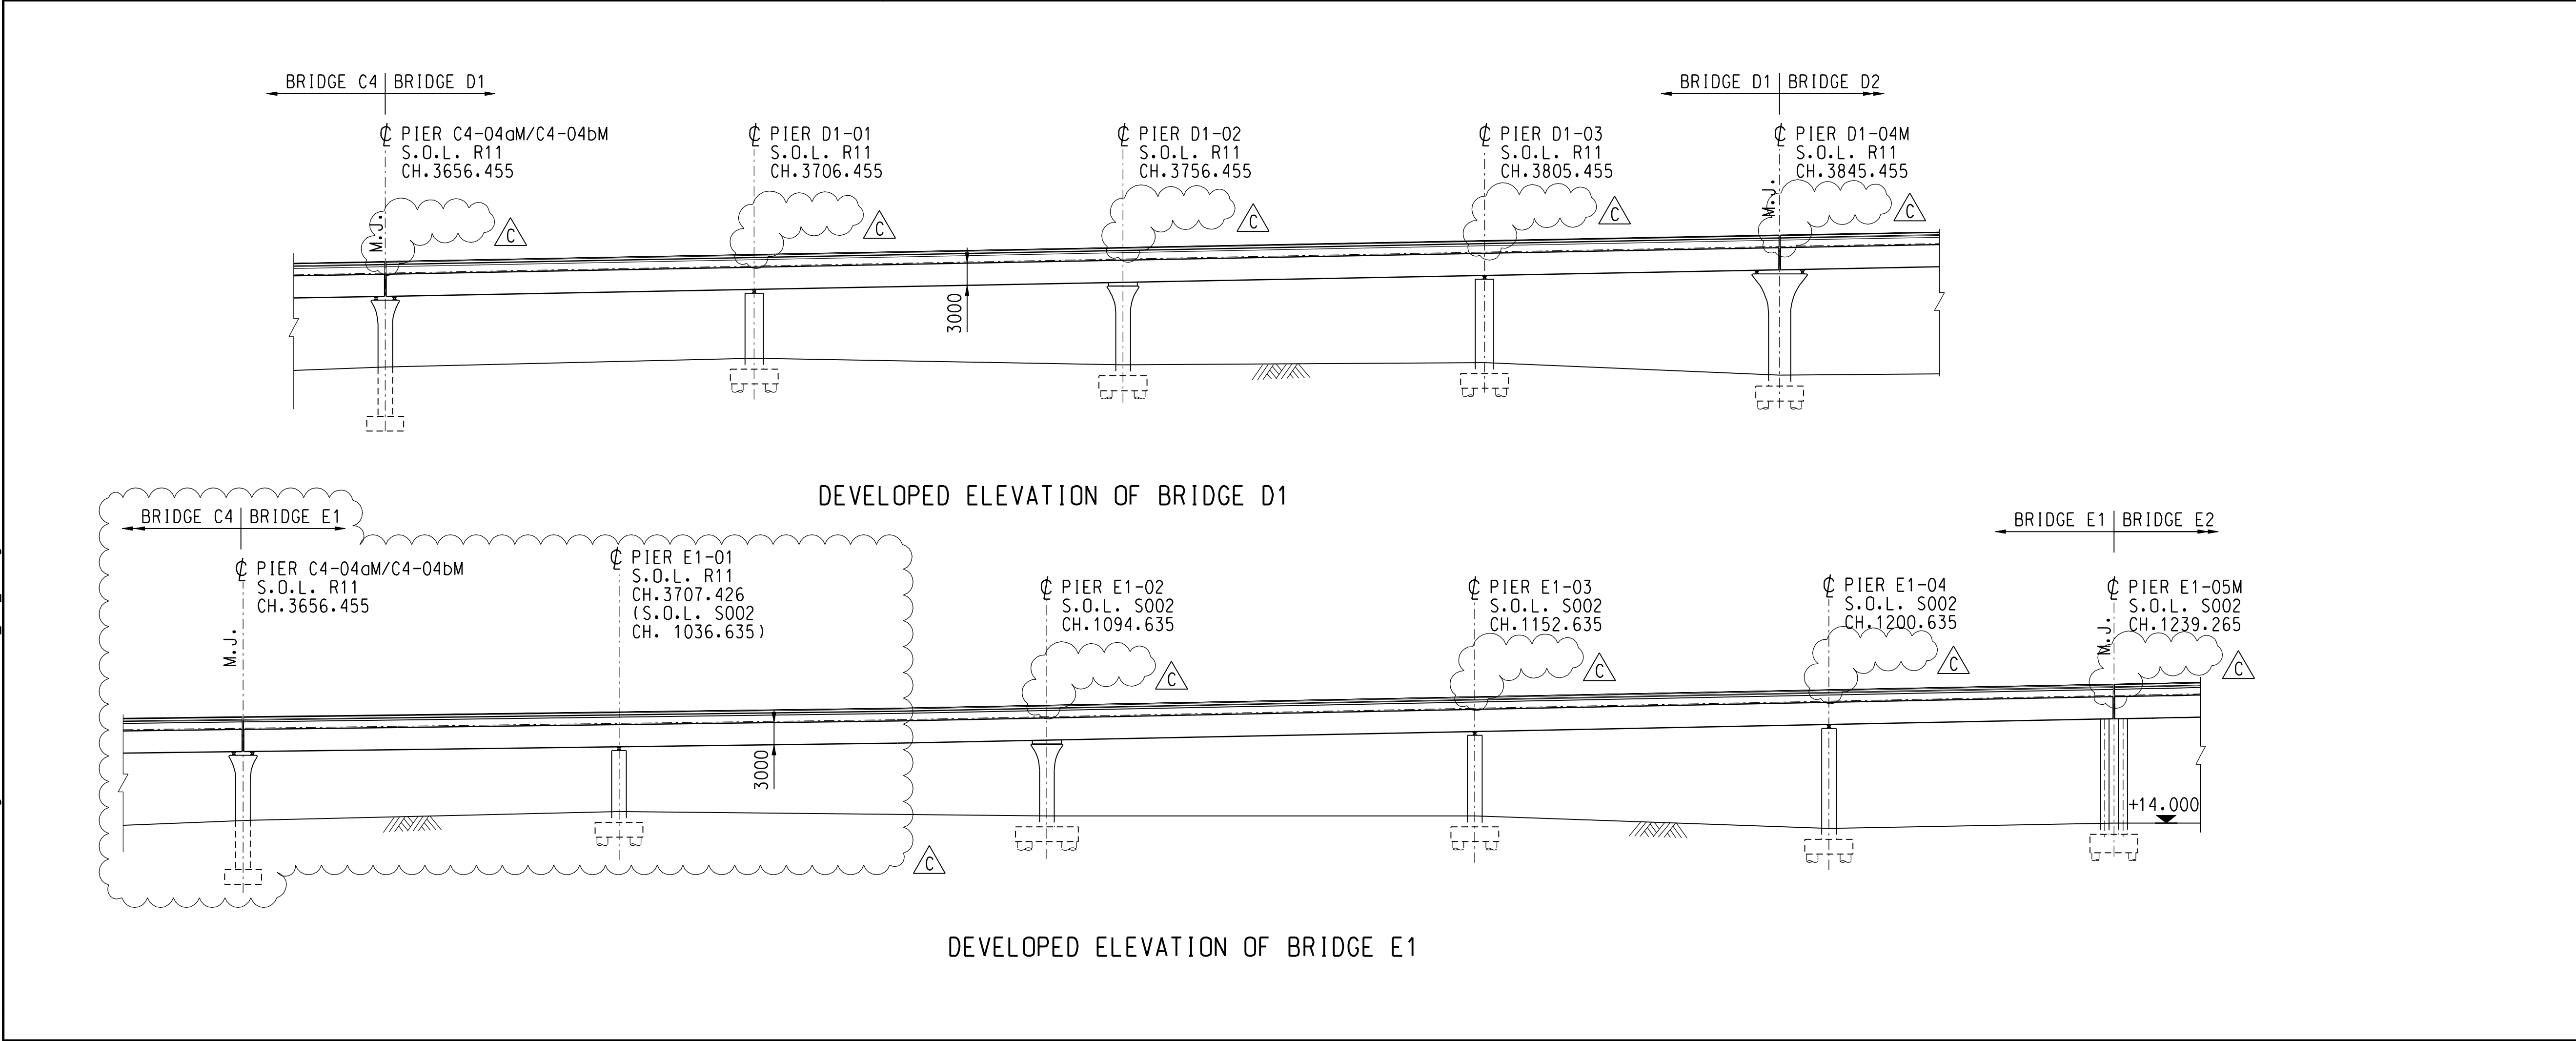 BRIDGE C4 BRIDGE D1
BRIDGE D1 BRIDGE D2
℄ PIER C4-04aM/C4-04bM
S.O.L. R11
CH.3656.455
℄ PIER D1-01
S.O.L. R11
CH.3706.455
℄ PIER D1-02
S.O.L. R11
CH.3756.455
℄ PIER D1-03
S.O.L. R11
CH.3805.455
℄ PIER D1-04M
S.O.L. R11
CH.3845.455
M.J.
C
C
C
C
M.J.
C
3000
DEVELOPED ELEVATION OF BRIDGE D1
BRIDGE C4 BRIDGE E1
BRIDGE E1 BRIDGE E2
℄ PIER C4-04aM/C4-04bM
S.O.L. R11
CH.3656.455
℄ PIER E1-01
S.O.L. R11
CH.3707.426
(S.O.L. S002
CH. 1036.635)
℄ PIER E1-02
S.O.L. S002
CH.1094.635
℄ PIER E1-03
S.O.L. S002
CH.1152.635
℄ PIER E1-04
S.O.L. S002
CH.1200.635
℄ PIER E1-05M
S.O.L. S002
CH.1239.265
M.J.
C
C
C
M.J.
C
3000
+14.000
C
DEVELOPED ELEVATION OF BRIDGE E1